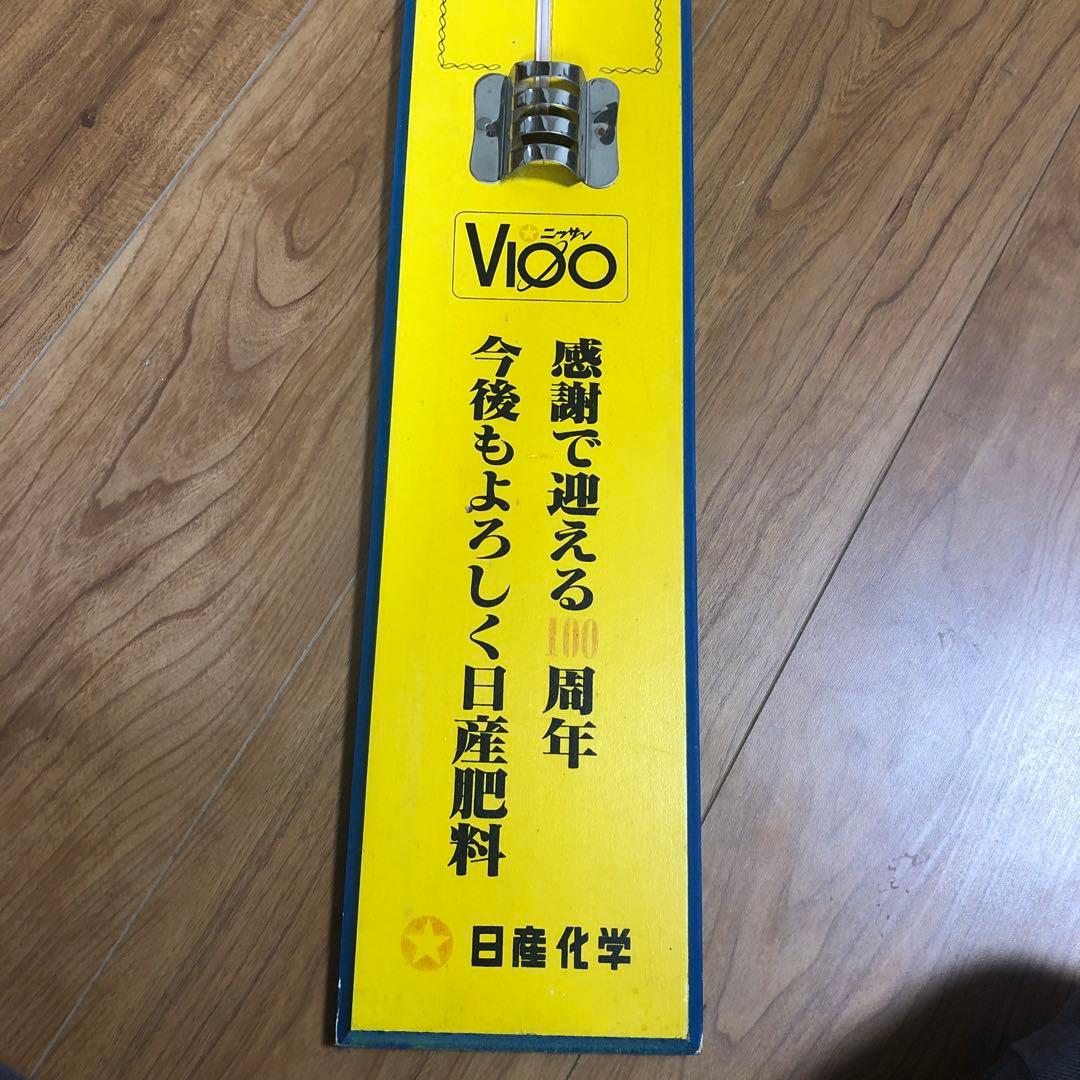 ニッサン
V100
感謝で迎える100周年
今後もよろしく日産肥料
日産化学